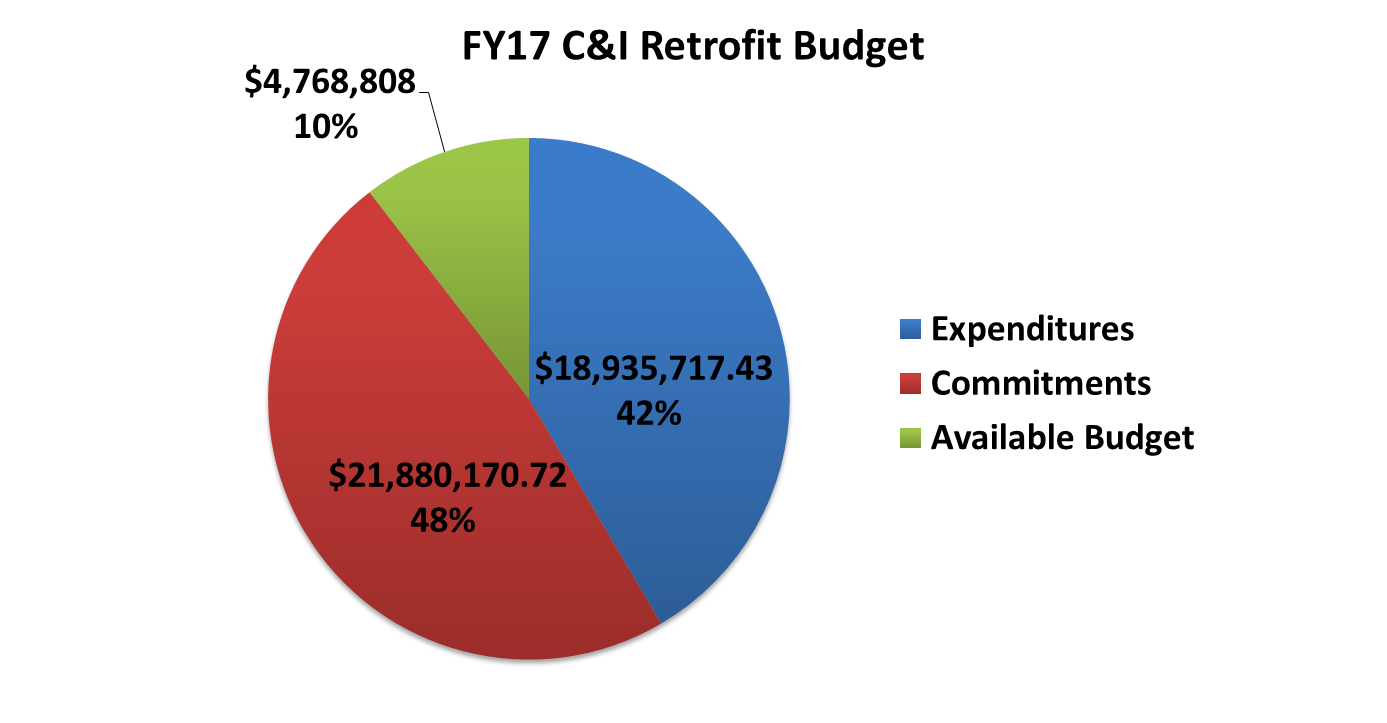 FY17 C&I Retrofit Budget
$4,768,808
10%
$18,935,717.43
42%
$21,880,170.72
48%
Expenditures
Commitments
Available Budget